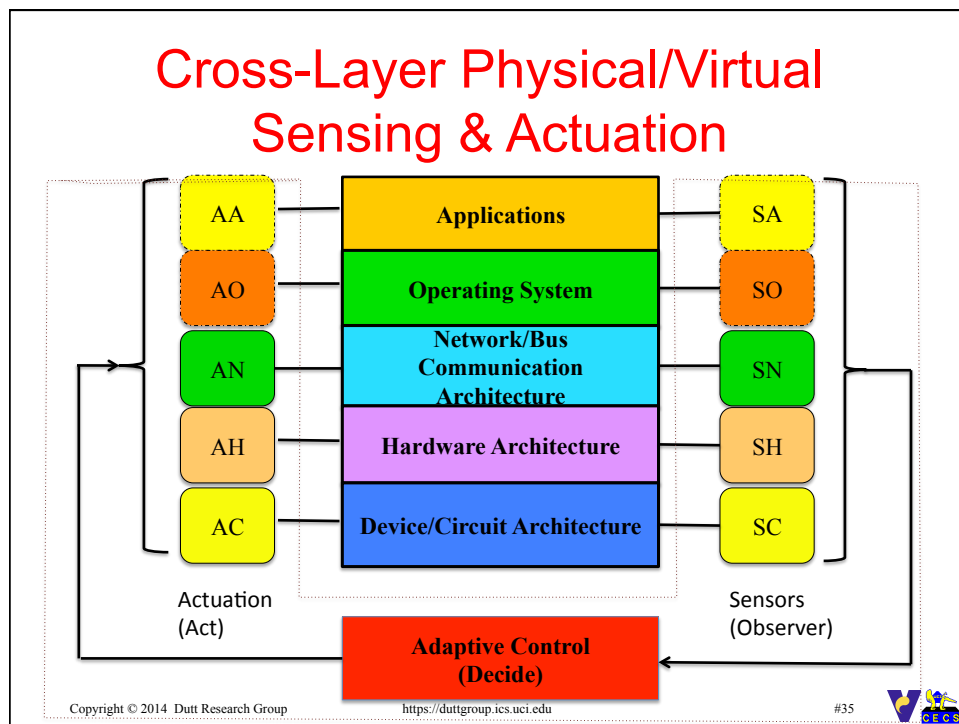 Cross-Layer Physical/Virtual
Sensing & Actuation
AA
Applications
SA
AO
Operating System
SO
AN
Network/Bus
Communication
Architecture
SN
AH
Hardware Architecture
SH
AC
Device/Circuit Architecture
SC
Actuation
(Act)
Sensors
(Observer)
Adaptive Control
(Decide)
Copyright © 2014 Dutt Research Group
https://duttgroup.ics.uci.edu
#35
V
CECS